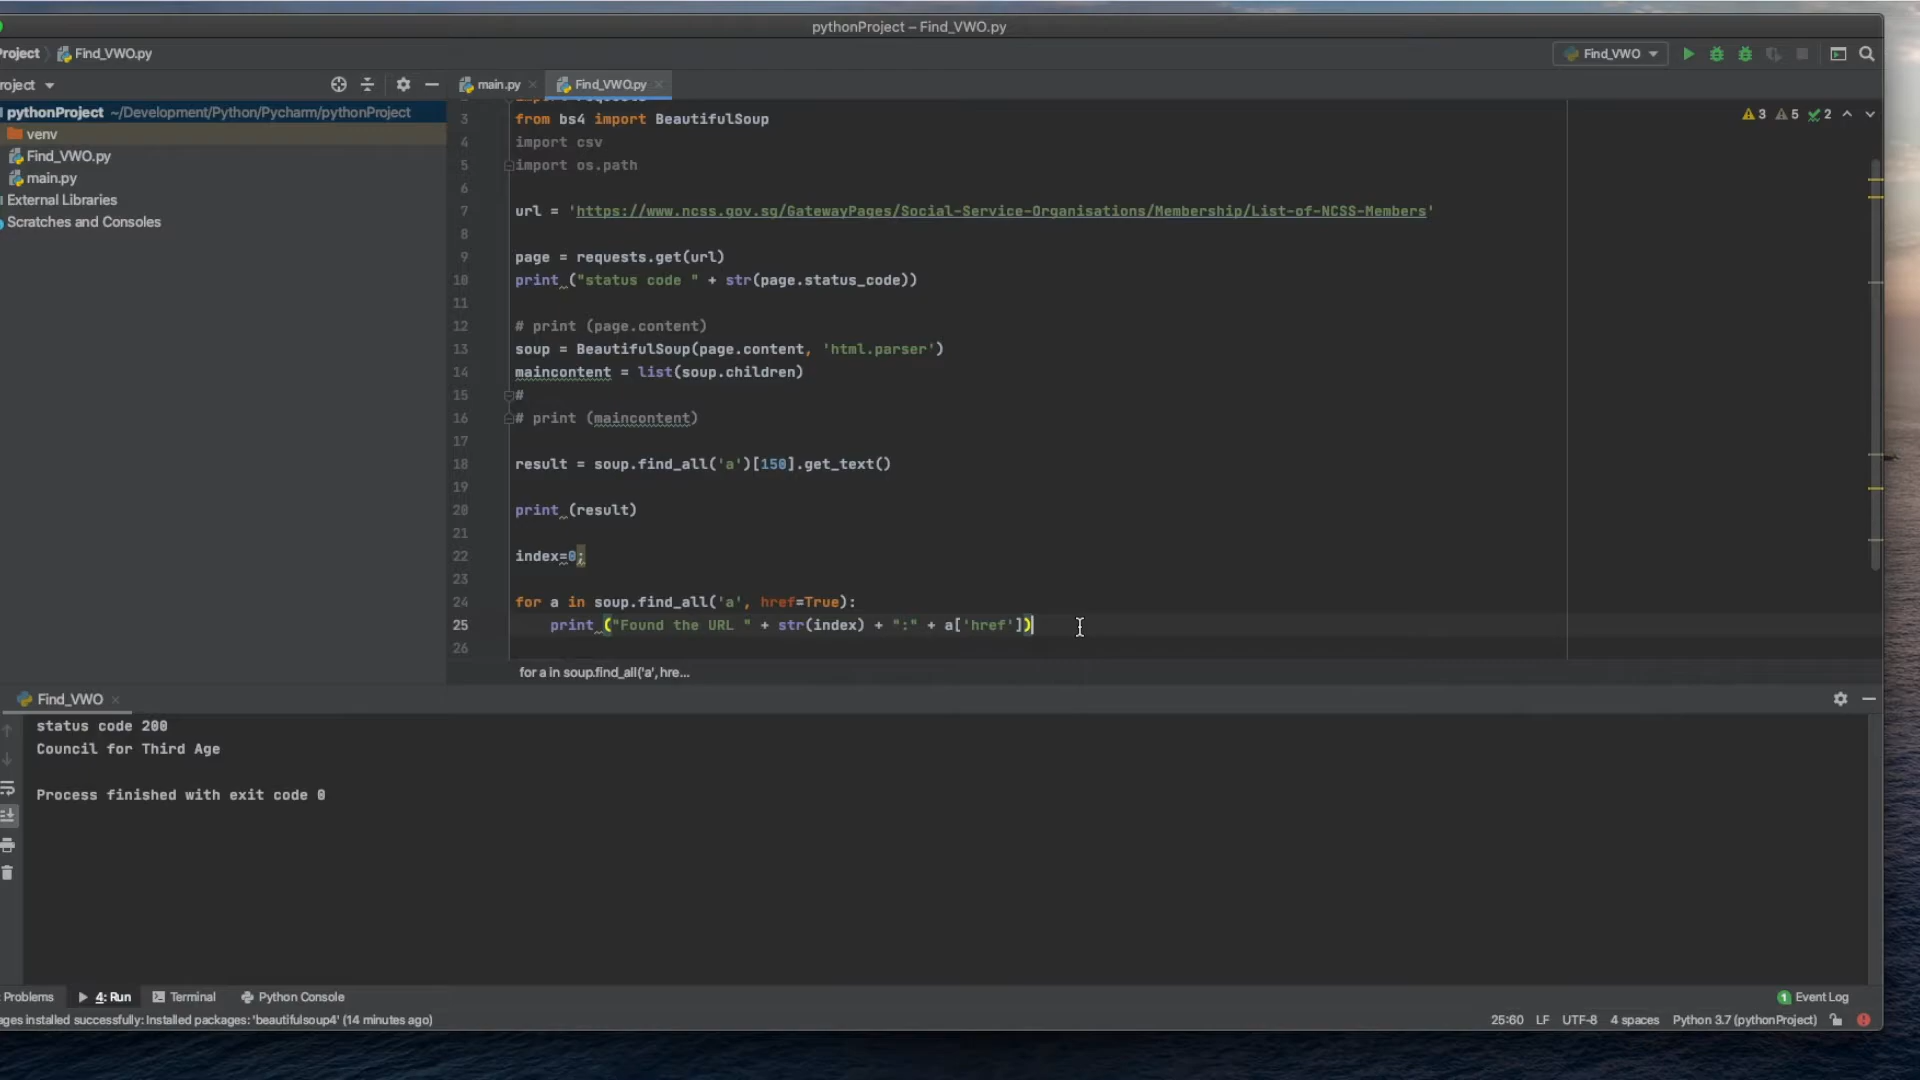 pythonProject – Find_VWO.py
Project
Find_VWO.py
Find_VWO
roject
main.py
Find_VWO.py
pythonProject ~/Development/Python/Pycharm/pythonProject
venv
Find_VWO.py
main.py
External Libraries
Scratches and Consoles
3 5 2
3 from bs4 import BeautifulSoup
4 import csv
5 import os.path
6
7 url = 'https://www.ncss.gov.sg/GatewayPages/Social-Service-Organisations/Membership/List-of-NCSS-Members'
8
9 page = requests.get(url)
10 print ("status code " + str(page.status_code))
11
12 # print (page.content)
13 soup = BeautifulSoup(page.content, 'html.parser')
14 maincontent = list(soup.children)
15 #
16 # print (maincontent)
17
18 result = soup.find_all('a')[150].get_text()
19
20 print (result)
21
22 index=0;
23
24 for a in soup.find_all('a', href=True):
25 print ("Found the URL " + str(index) + ":" + a['href'])
26
for a in soup.find_all('a', hre...
Find_VWO
status code 200
Council for Third Age
Process finished with exit code 0
Problems
4: Run
Terminal
Python Console
1 Event Log
ages installed successfully: Installed packages: 'beautifulsoup4' (14 minutes ago)
25:60 LF UTF-8 4 spaces Python 3.7 (pythonProject)